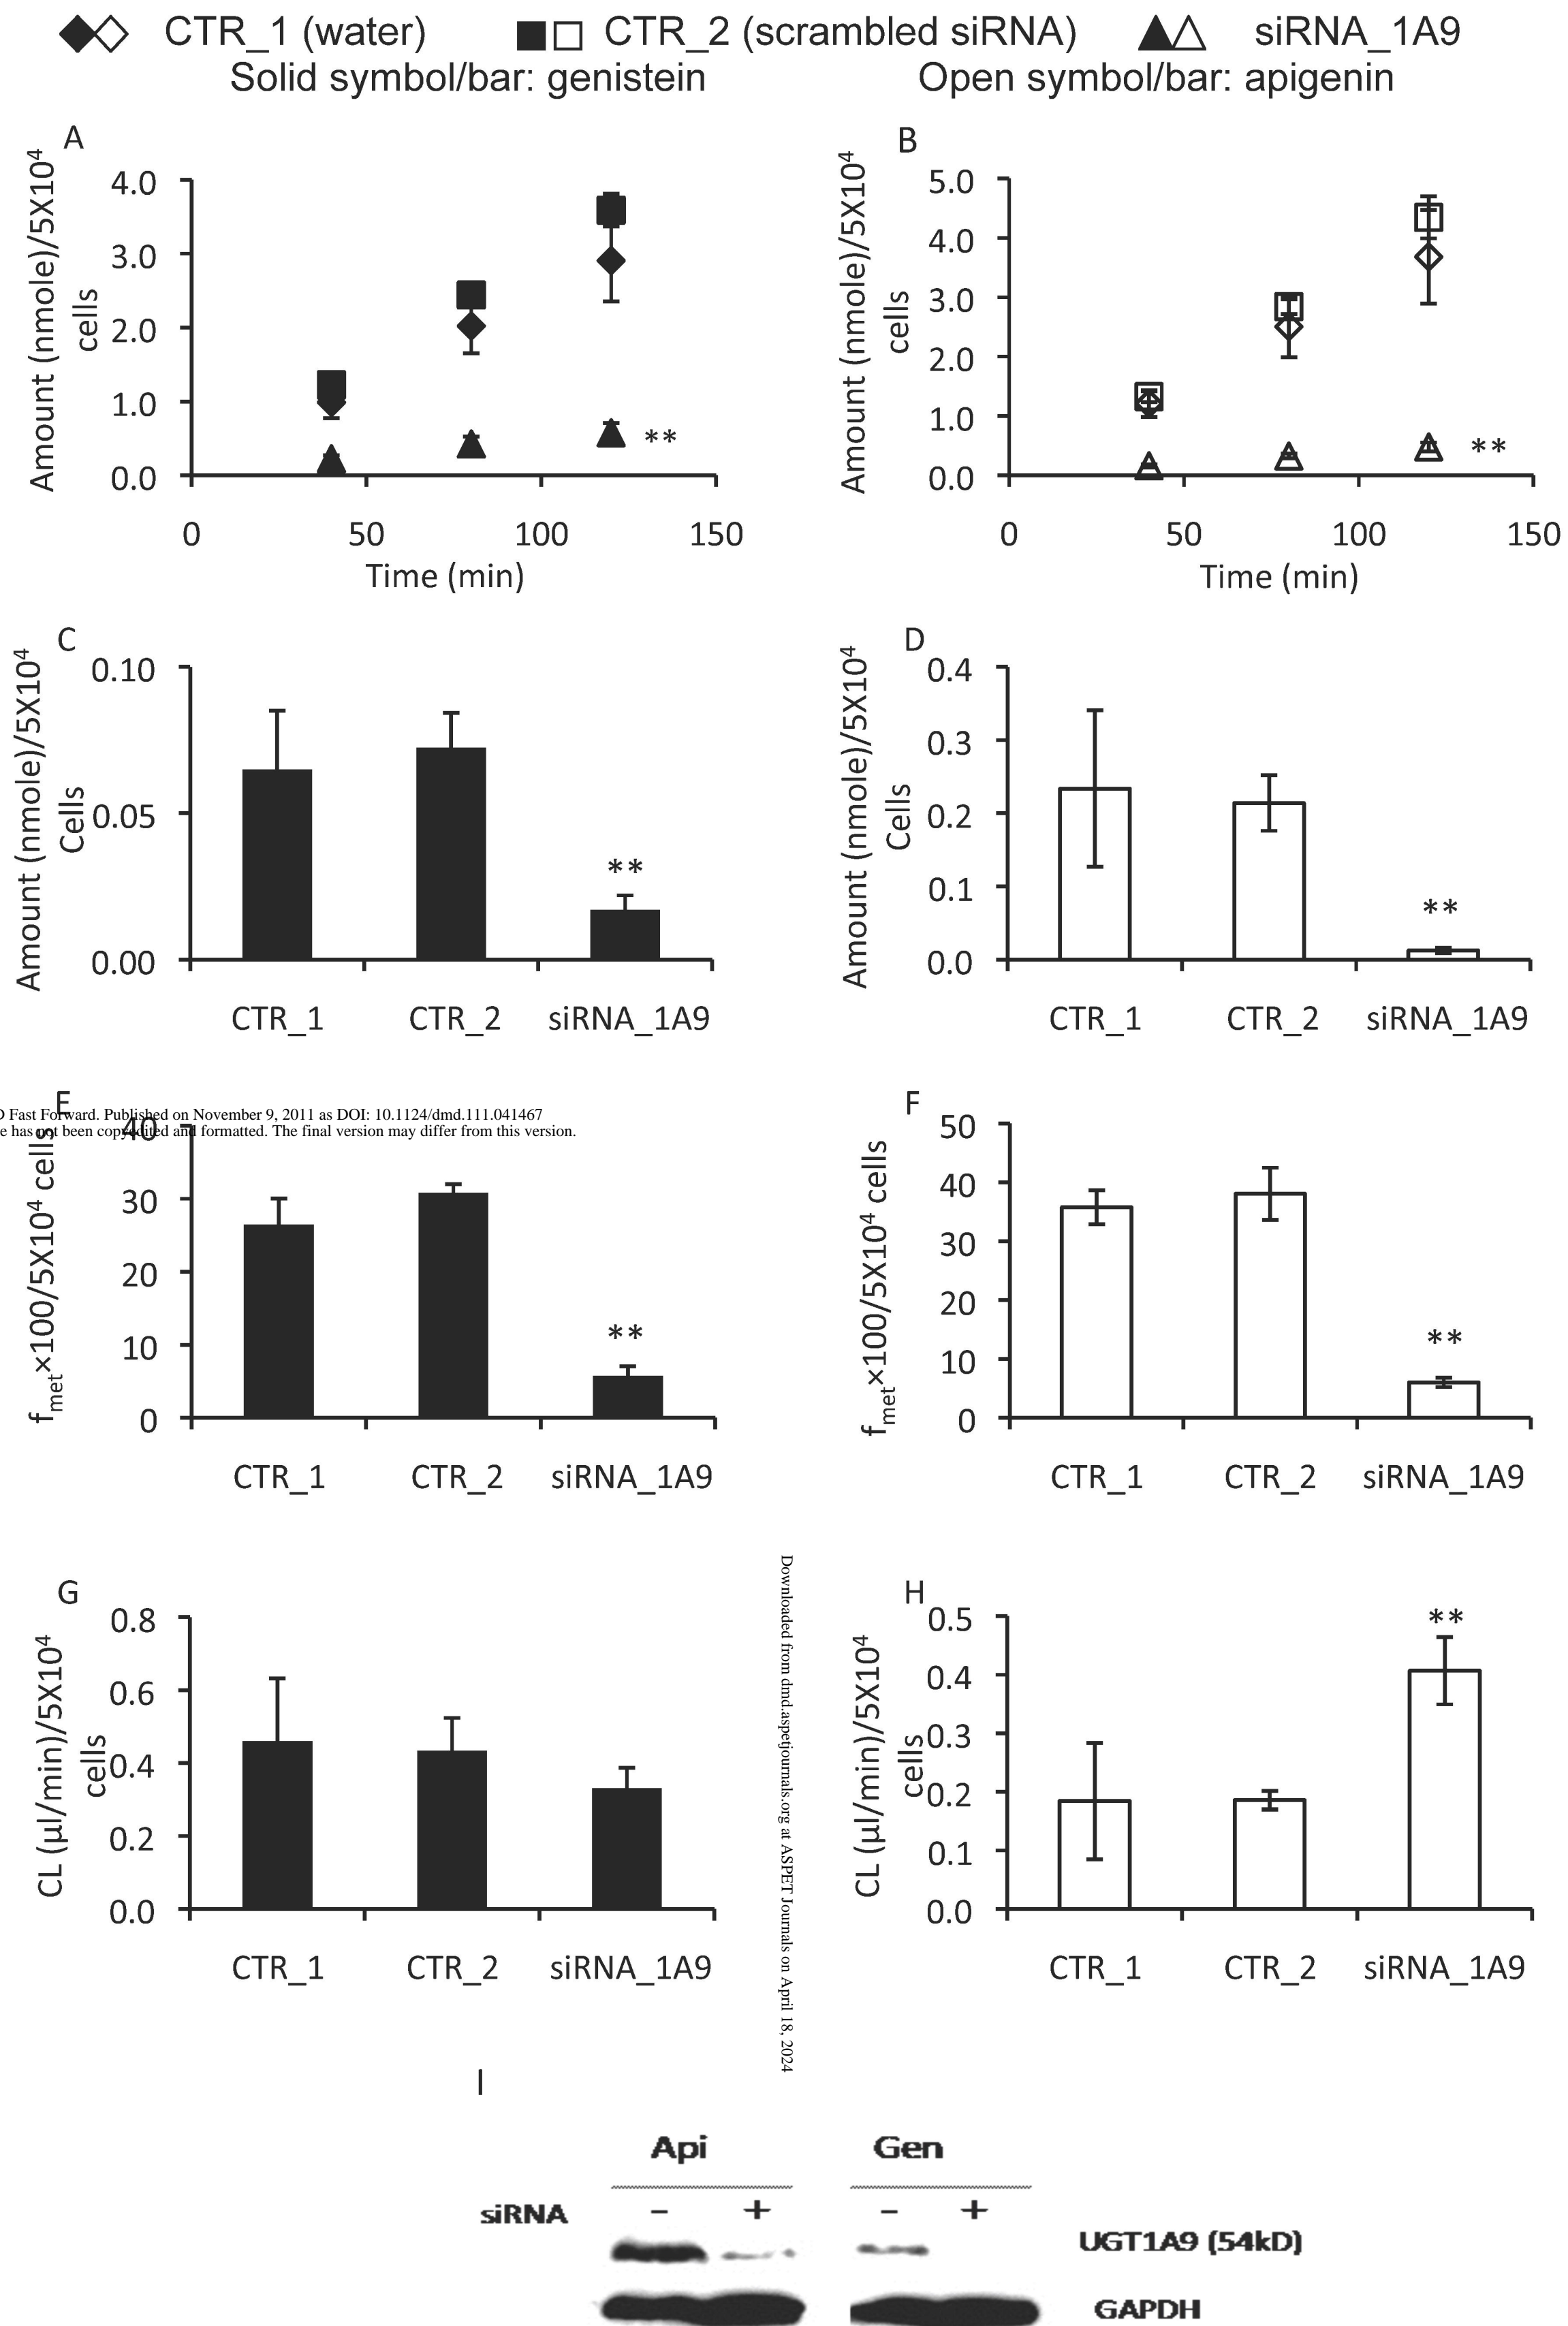 CTR_1 (water) CTR_2 (scrambled siRNA) siRNA_1A9
Solid symbol/bar: genistein Open symbol/bar: apigenin
A
Amount (nmole)/5X10⁴
cells
4.0
3.0
2.0
1.0
0.0
**
0 50 100 150
Time (min)
B
Amount (nmole)/5X10⁴
cells
5.0
4.0
3.0
2.0
1.0
0.0
**
0 50 100 150
Time (min)
C
Amount (nmole)/5X10⁴
Cells
0.10
0.05
0.00
**
CTR_1 CTR_2 siRNA_1A9
D
Amount (nmole)/5X10⁴
Cells
0.4
0.3
0.2
0.1
0.0
**
CTR_1 CTR_2 siRNA_1A9
E
D Fast Forward. Published on November 9, 2011 as DOI: 10.1124/dmd.111.041467
e has not been copyedited and formatted. The final version may differ from this version.
fmet×100/5X10⁴ cells
40
30
20
10
0
**
CTR_1 CTR_2 siRNA_1A9
F
fmet×100/5X10⁴ cells
50
40
30
20
10
0
**
CTR_1 CTR_2 siRNA_1A9
G
CL (µl/min)/5X10⁴
cells
0.8
0.6
0.4
0.2
0.0
CTR_1 CTR_2 siRNA_1A9
Downloaded from dmd.aspetjournals.org at ASPET Journals on April 18, 2024
H
CL (µl/min)/5X10⁴
cells
0.5
0.4
0.3
0.2
0.1
0.0
**
CTR_1 CTR_2 siRNA_1A9
I
Api Gen
siRNA − + − +
UGT1A9 (54kD)
GAPDH